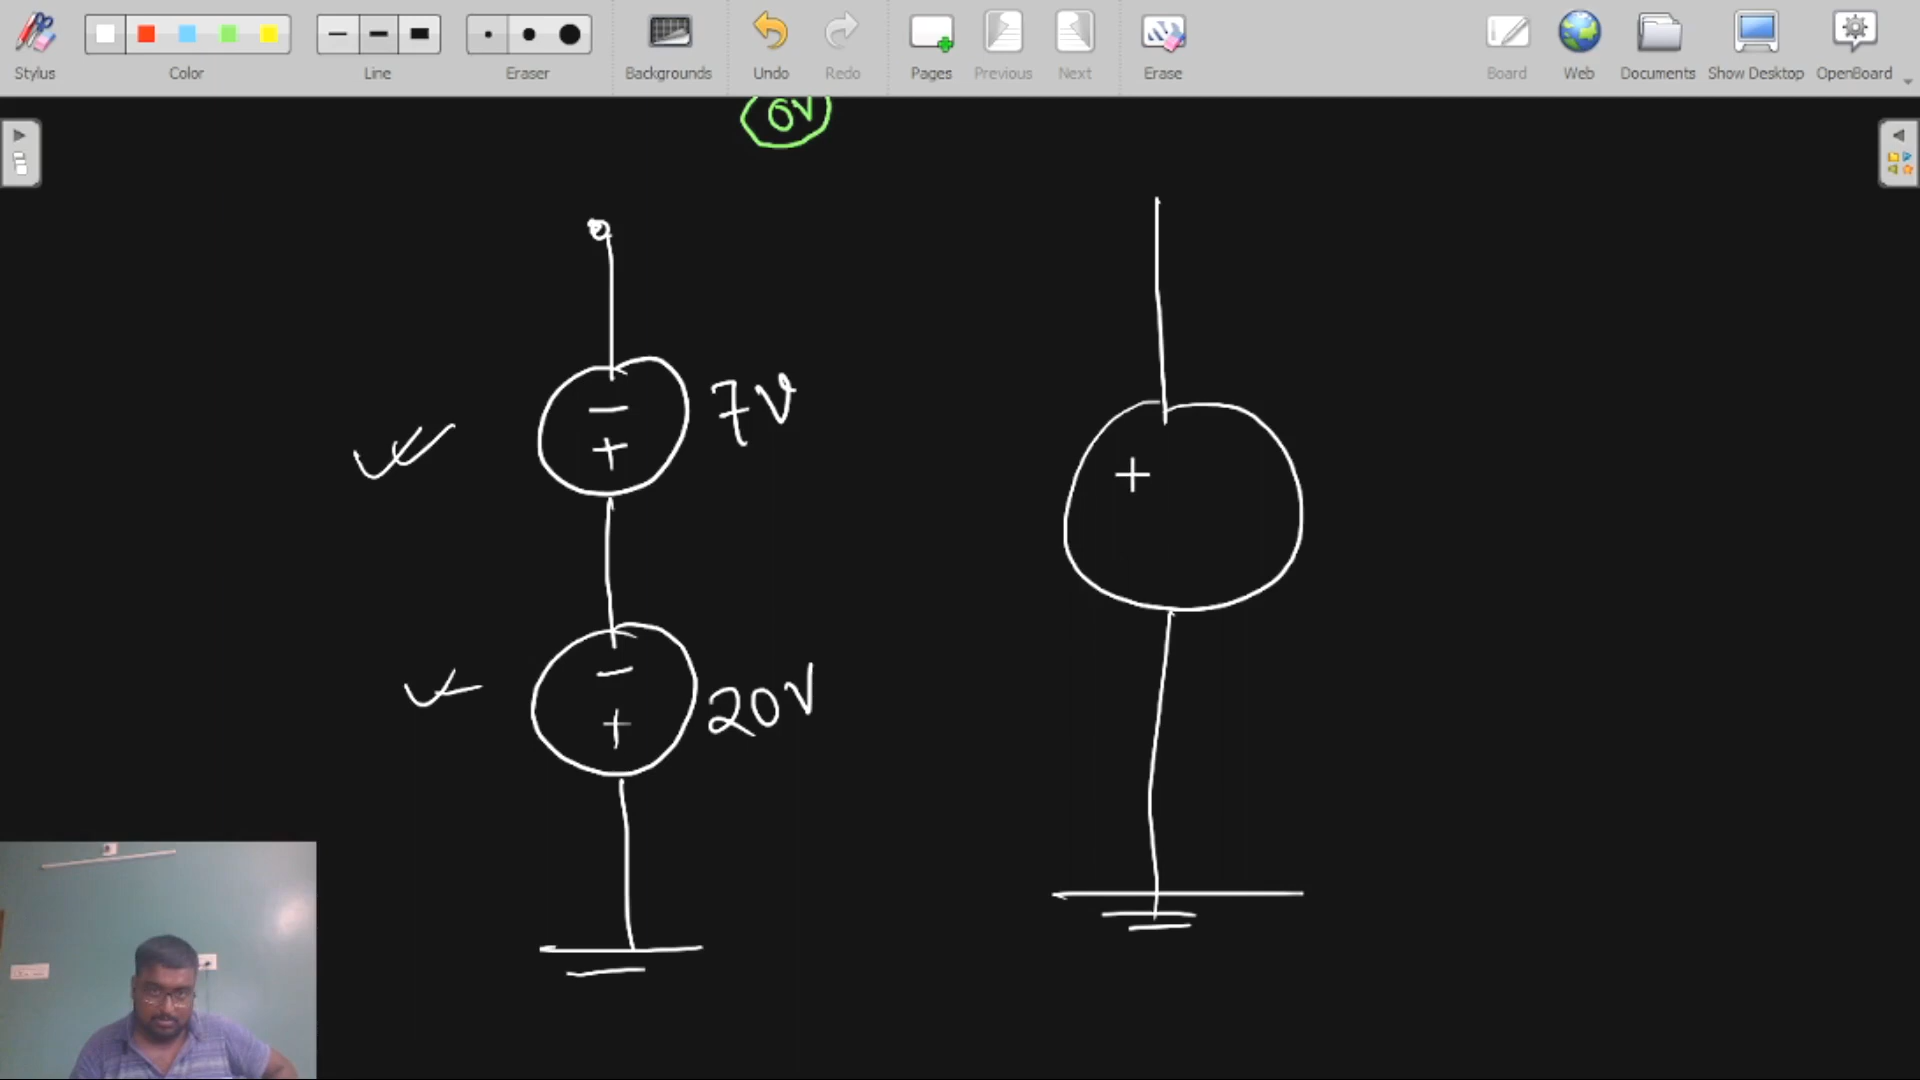 Stylus Color Line Eraser Backgrounds Undo Redo Pages Previous Next Erase Board Web Documents Show Desktop OpenBoard
6V
− 7V
+
− 20V
+
+